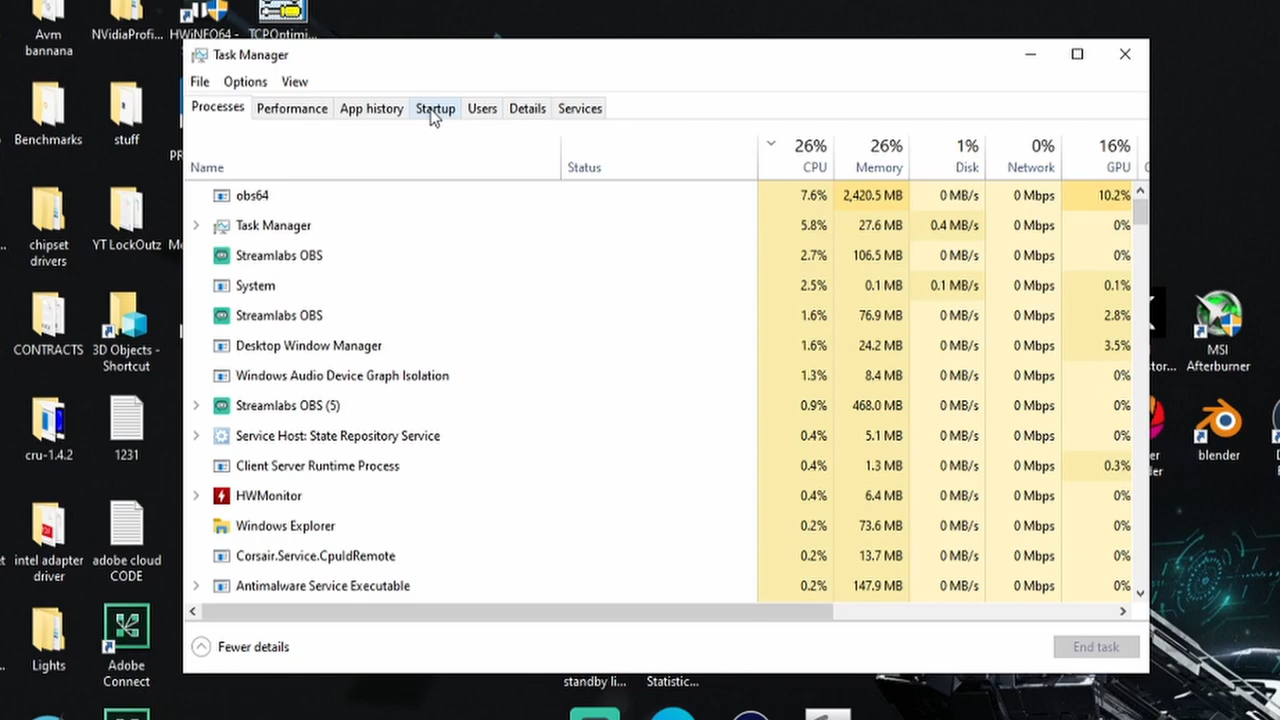 Avm
bannana
NVidiaProfi...
HWiNFO64 -
TCPOptimi...
Task Manager
File Options View
Processes Performance App history Startup Users Details Services
26% 26% 1% 0% 16%
Name Status CPU Memory Disk Network GPU
obs64 7.6% 2,420.5 MB 0 MB/s 0 Mbps 10.2%
Task Manager 5.8% 27.6 MB 0.4 MB/s 0 Mbps 0%
Streamlabs OBS 2.7% 106.5 MB 0 MB/s 0 Mbps 0%
System 2.5% 0.1 MB 0.1 MB/s 0 Mbps 0.1%
Streamlabs OBS 1.6% 76.9 MB 0 MB/s 0 Mbps 2.8%
Desktop Window Manager 1.6% 24.2 MB 0 MB/s 0 Mbps 3.5%
Windows Audio Device Graph Isolation 1.3% 8.4 MB 0 MB/s 0 Mbps 0%
Streamlabs OBS (5) 0.9% 468.0 MB 0 MB/s 0 Mbps 0%
Service Host: State Repository Service 0.4% 5.1 MB 0 MB/s 0 Mbps 0%
Client Server Runtime Process 0.4% 1.3 MB 0 MB/s 0 Mbps 0.3%
HWMonitor 0.4% 6.4 MB 0 MB/s 0 Mbps 0%
Windows Explorer 0.2% 73.6 MB 0 MB/s 0 Mbps 0%
Corsair.Service.CpuIdRemote 0.2% 13.7 MB 0 MB/s 0 Mbps 0%
Antimalware Service Executable 0.2% 147.9 MB 0 MB/s 0 Mbps 0%
Fewer details End task
Benchmarks
stuff
chipset
drivers
YT LockOutz
CONTRACTS
3D Objects -
Shortcut
cru-1.4.2
1231
intel adapter
driver
adobe cloud
CODE
Lights
Adobe
Connect
MSI
Afterburner
blender
standby li...
Statistic...